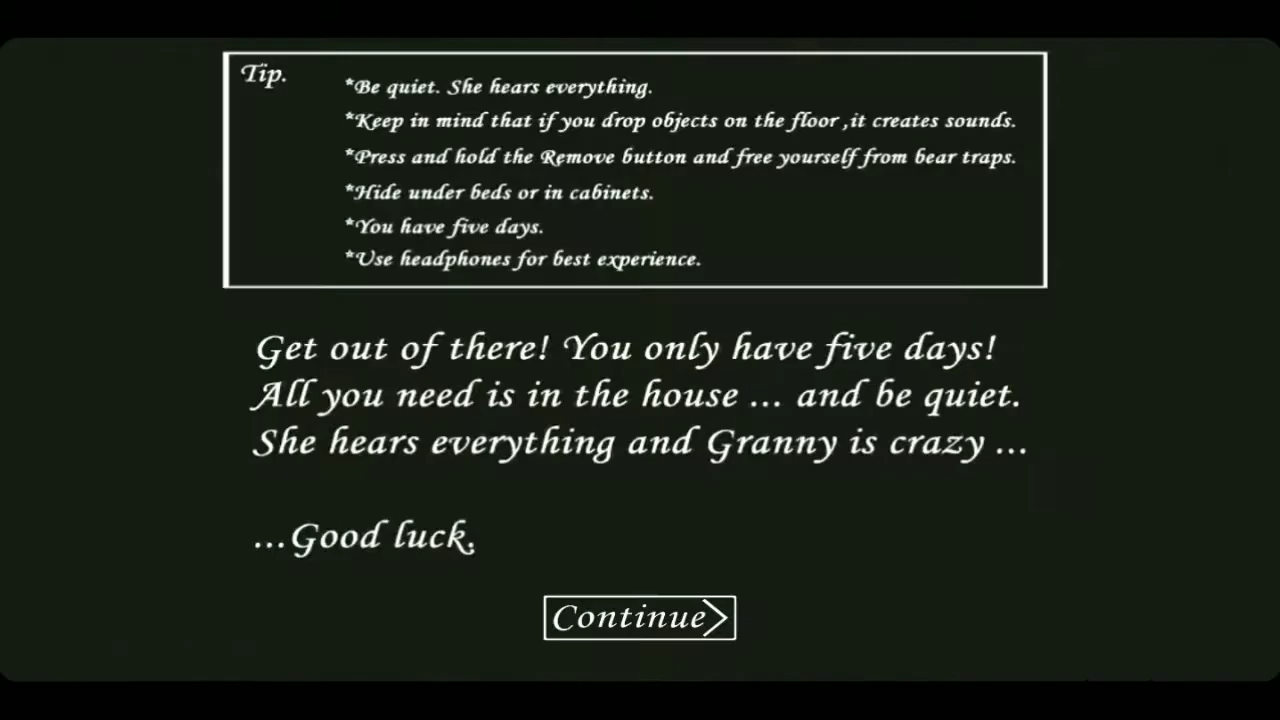 Tip.
*Be quiet. She hears everything.
*Keep in mind that if you drop objects on the floor ,it creates sounds.
*Press and hold the Remove button and free yourself from bear traps.
*Hide under beds or in cabinets.
*You have five days.
*Use headphones for best experience.
Get out of there! You only have five days!
All you need is in the house ... and be quiet.
She hears everything and Granny is crazy ...
...Good luck.
Continue>